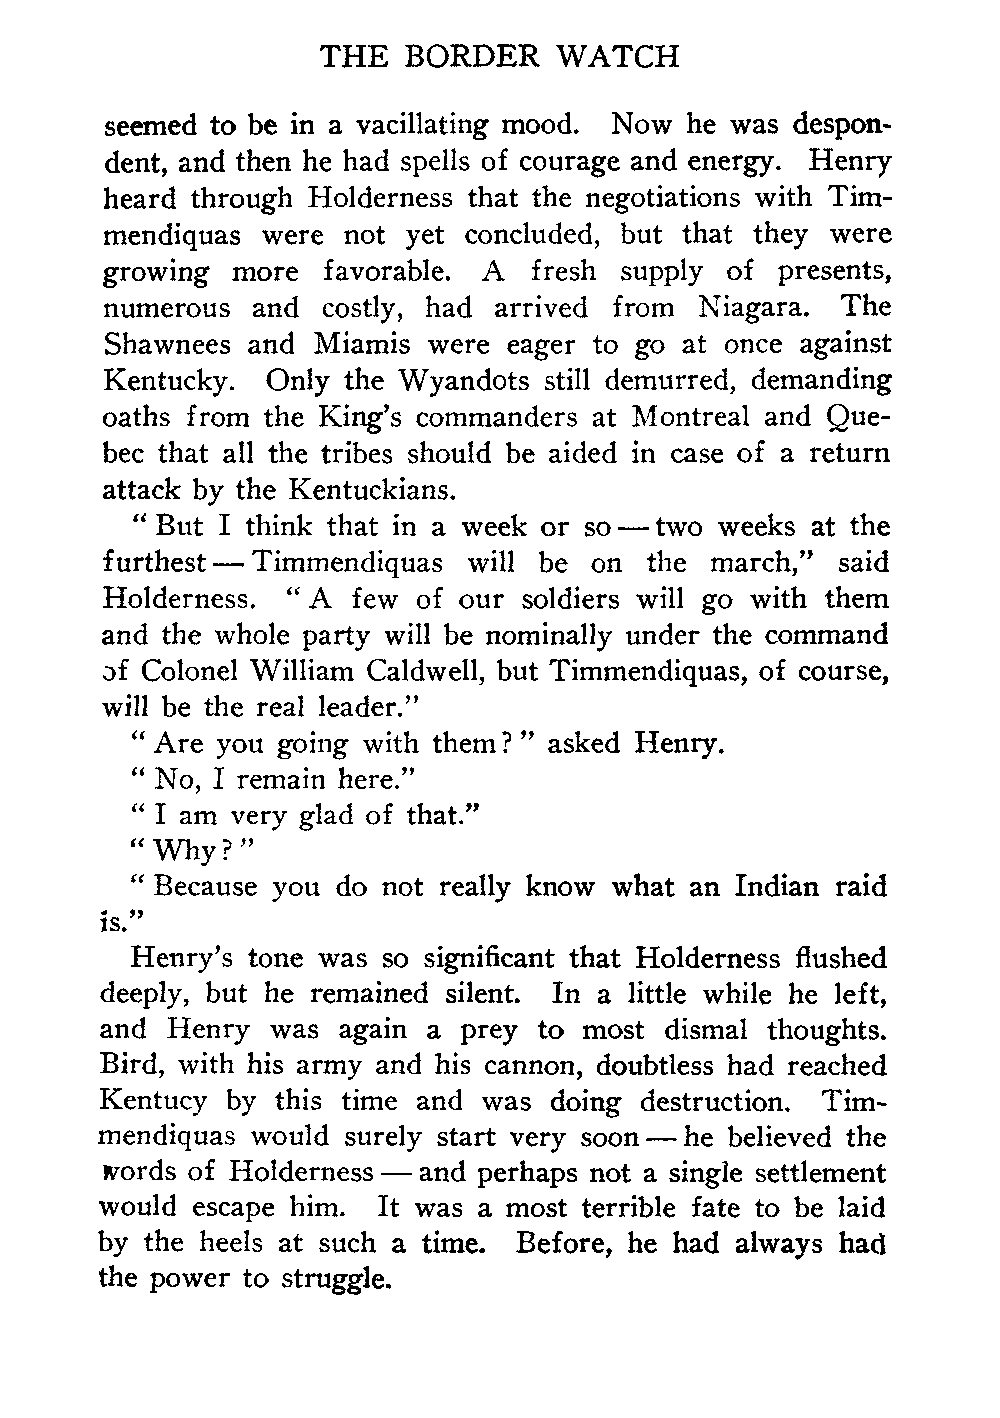 THE BORDER WATCH
seemed to be in a vacillating mood. Now he was despon-
dent, and then he had spells of courage and energy. Henry
heard through Holderness that the negotiations with Tim-
mendiquas were not yet concluded, but that they were
growing more favorable. A fresh supply of presents,
numerous and costly, had arrived from Niagara. The
Shawnees and Miamis were eager to go at once against
Kentucky. Only the Wyandots still demurred, demanding
oaths from the King's commanders at Montreal and Que-
bec that all the tribes should be aided in case of a return
attack by the Kentuckians.
" But I think that in a week or so — two weeks at the
furthest — Timmendiquas will be on the march," said
Holderness. " A few of our soldiers will go with them
and the whole party will be nominally under the command
of Colonel William Caldwell, but Timmendiquas, of course,
will be the real leader."
" Are you going with them? " asked Henry.
" No, I remain here."
" I am very glad of that."
" Why? "
" Because you do not really know what an Indian raid
is."
Henry's tone was so significant that Holderness flushed
deeply, but he remained silent. In a little while he left,
and Henry was again a prey to most dismal thoughts.
Bird, with his army and his cannon, doubtless had reached
Kentucy by this time and was doing destruction. Tim-
mendiquas would surely start very soon — he believed the
words of Holderness — and perhaps not a single settlement
would escape him. It was a most terrible fate to be laid
by the heels at such a time. Before, he had always had
the power to struggle.